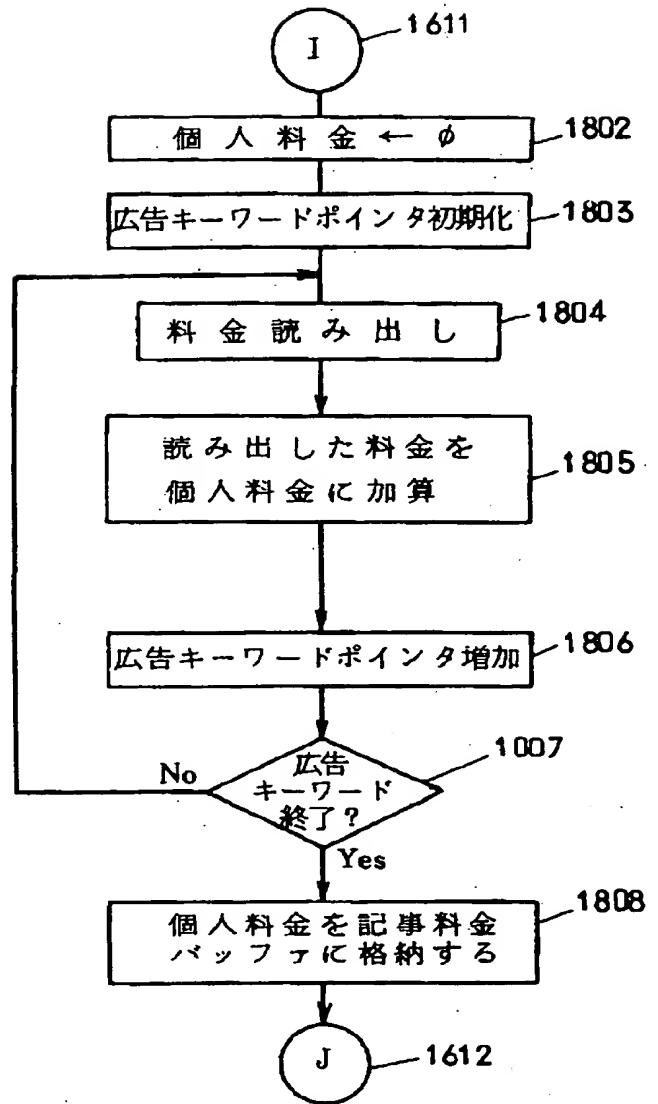 I
1611
個人料金 ← φ
1802
広告キーワードポインタ初期化
1803
料金読み出し
1804
読み出した料金を
個人料金に加算
1805
広告キーワードポインタ増加
1806
広告
キーワード
終了?
1007
No
Yes
個人料金を記事料金
バッファに格納する
1808
J
1612